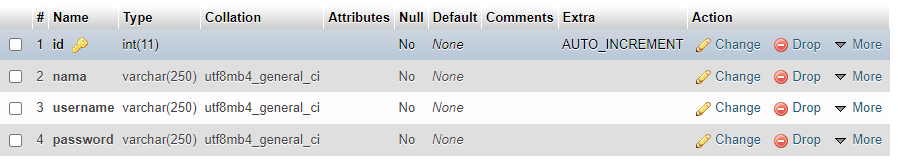 # Name Type Collation Attributes Null Default Comments Extra Action
1 id int(11) No None AUTO_INCREMENT Change Drop More
2 nama varchar(250) utf8mb4_general_ci No None Change Drop More
3 username varchar(250) utf8mb4_general_ci No None Change Drop More
4 password varchar(250) utf8mb4_general_ci No None Change Drop More